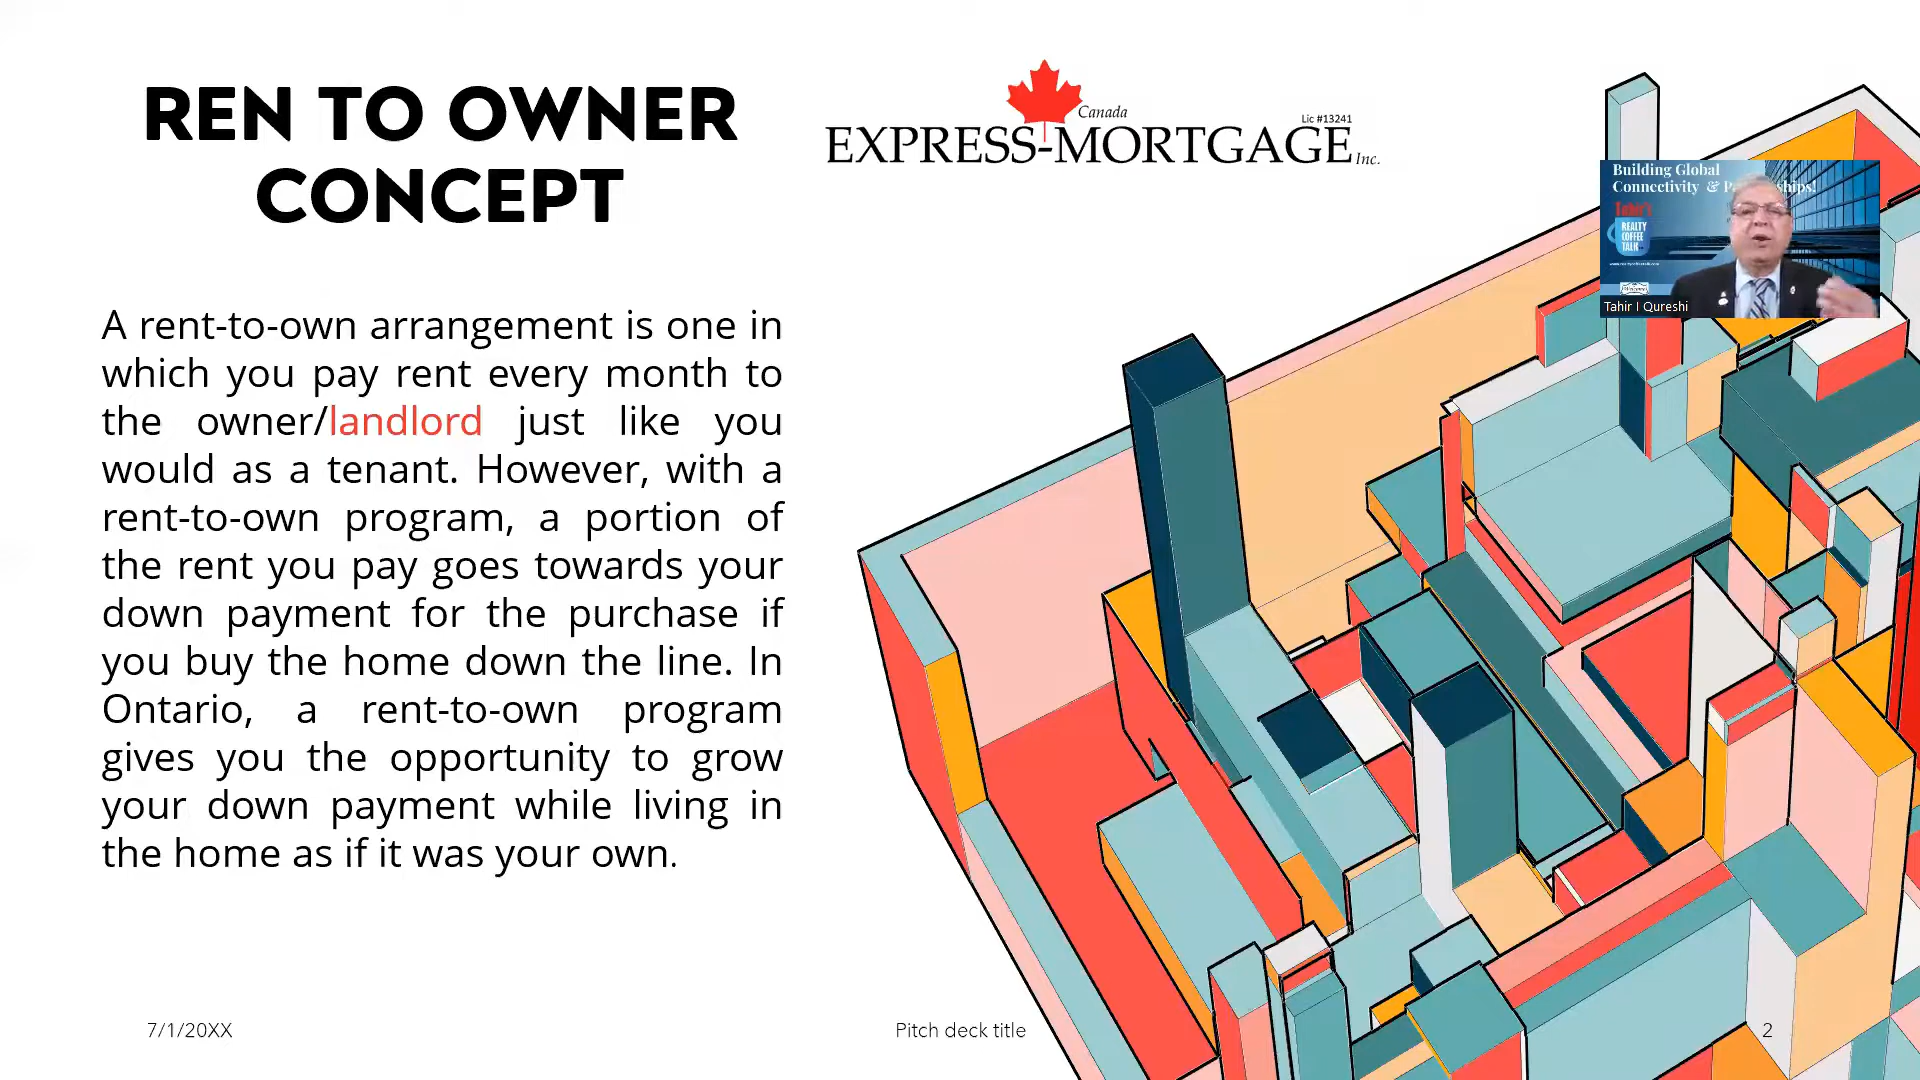 REN TO OWNER
CONCEPT
Canada
Lic #13241
EXPRESS-MORTGAGE Inc.
Building Global
Connectivity & P ships!
Tahir's
REALTY
COFFEE
TALK
Tahir I Qureshi
A rent-to-own arrangement is one in
which you pay rent every month to
the owner/landlord just like you
would as a tenant. However, with a
rent-to-own program, a portion of
the rent you pay goes towards your
down payment for the purchase if
you buy the home down the line. In
Ontario, a rent-to-own program
gives you the opportunity to grow
your down payment while living in
the home as if it was your own.
7/1/20XX
Pitch deck title
2